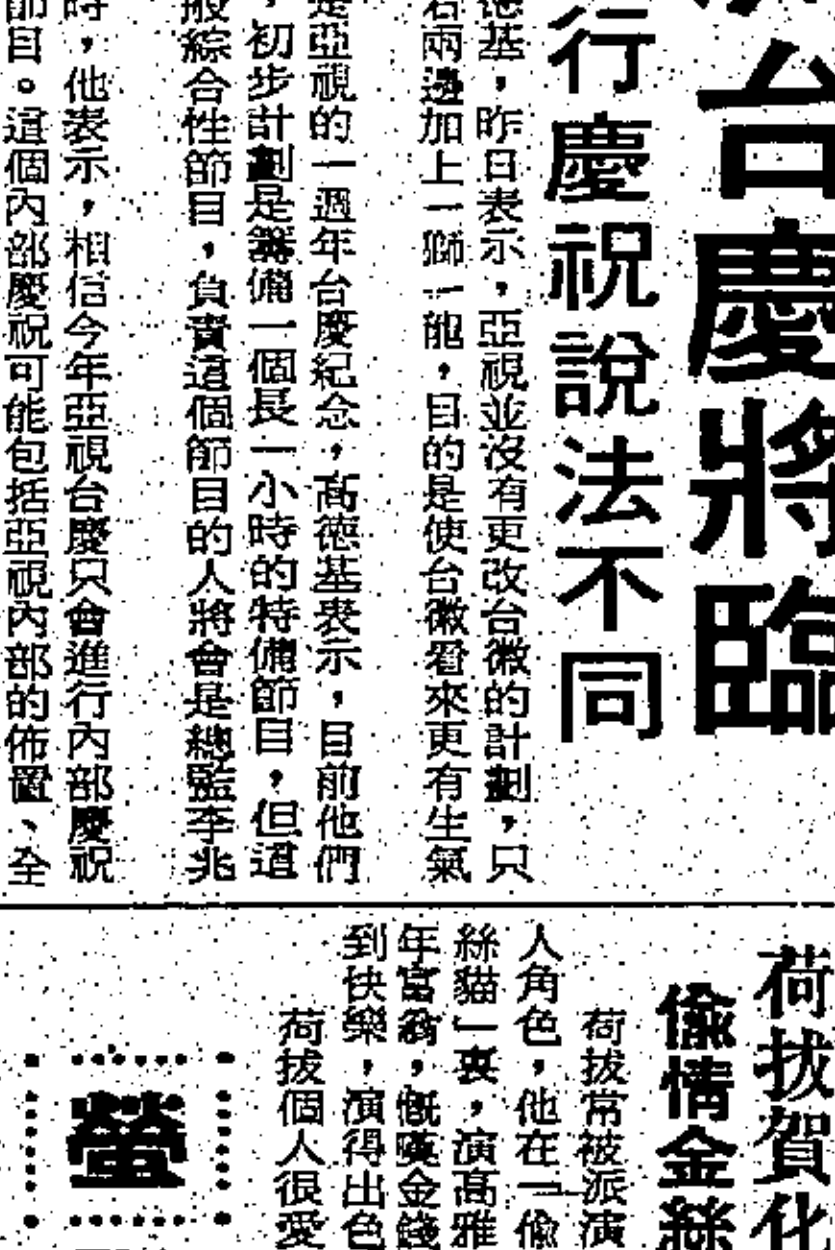 台慶將臨
行慶祝說法不同
德基，昨日表示，亞視並沒有更改台徽的計劃，只
右兩邊加上一獅一龍，目的是使台徽看來更有生氣
是亞視的一週年台慶紀念，高德基表示，目前他們
，初步計劃是籌備一個長一小時的特備節目，但這
般綜合性節目，負責這個節目的人將會是總監李兆
時，他表示，相信今年亞視台慶只會進行內部慶祝
節目。這個內部慶祝可能包括亞視內部的佈置、全
荷拔賀化
偷情金絲
荷拔常被派演
人角色，他在「偷
絲貓」裏，演高雅
年富翁，慨嘆金錢
到快樂，演得出色
荷拔個人很愛
螢